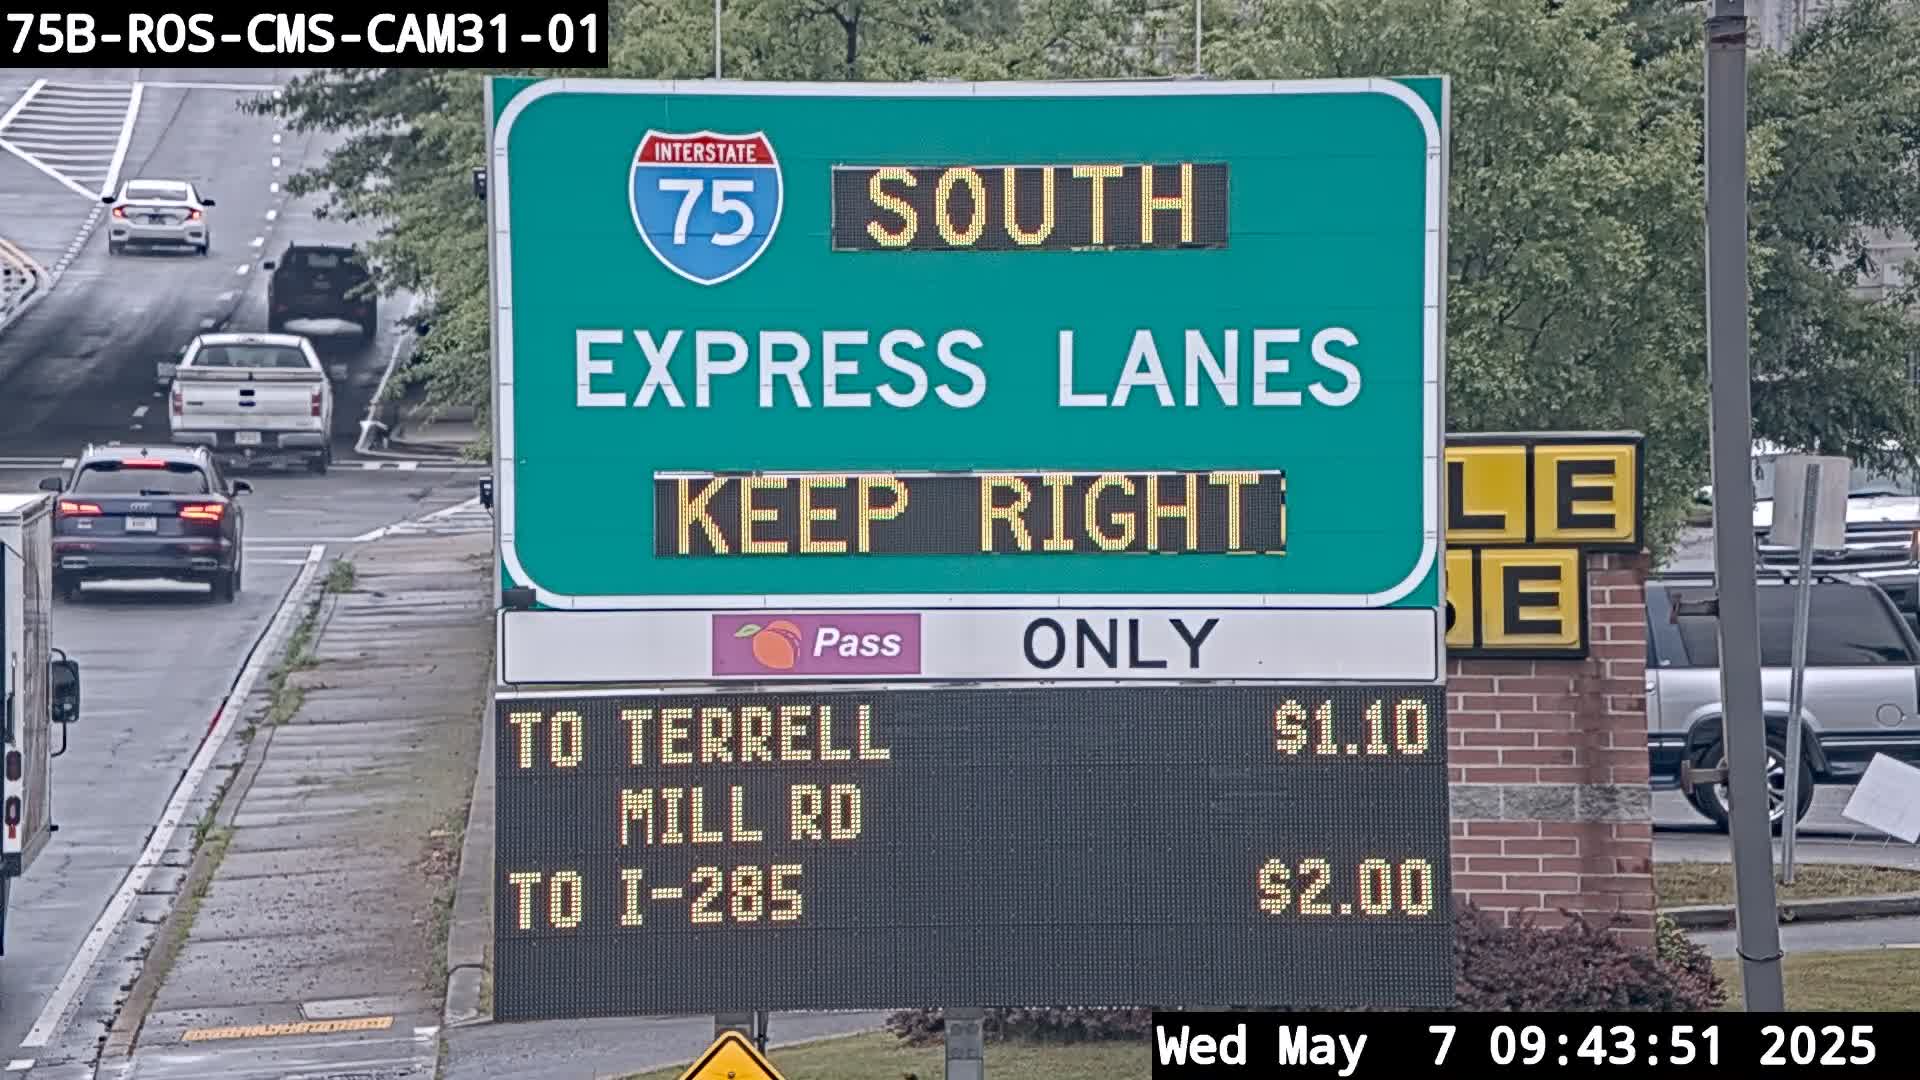 75B-ROS-CMS-CAM31-01
INTERSTATE
75
SOUTH
EXPRESS LANES
KEEP RIGHT
LE
E
Pass ONLY
TO TERRELL $1.10
MILL RD
TO I-285 $2.00
Wed May 7 09:43:51 2025